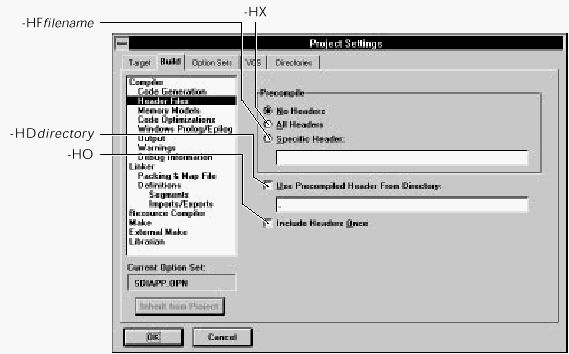 -HX
-HFfilename
Project Settings
Target Build Option Sets VCS Directories
Compiler
Code Generation
Header Files
Memory Models
Code Optimizations
Windows Prolog/Epilog
Output
Warnings
Debug Information
Linker
Packing & Map File
Definitions
Segments
Imports/Exports
Resource Compiler
Make
External Make
Librarian
Precompile
No Headers
All Headers
Specific Header:
-HDdirectory
Use Precompiled Header From Directory:
.
-HO
Include Headers Once
Current Option Set:
SDIAPP.OPN
Inherit from Project
OK
Cancel